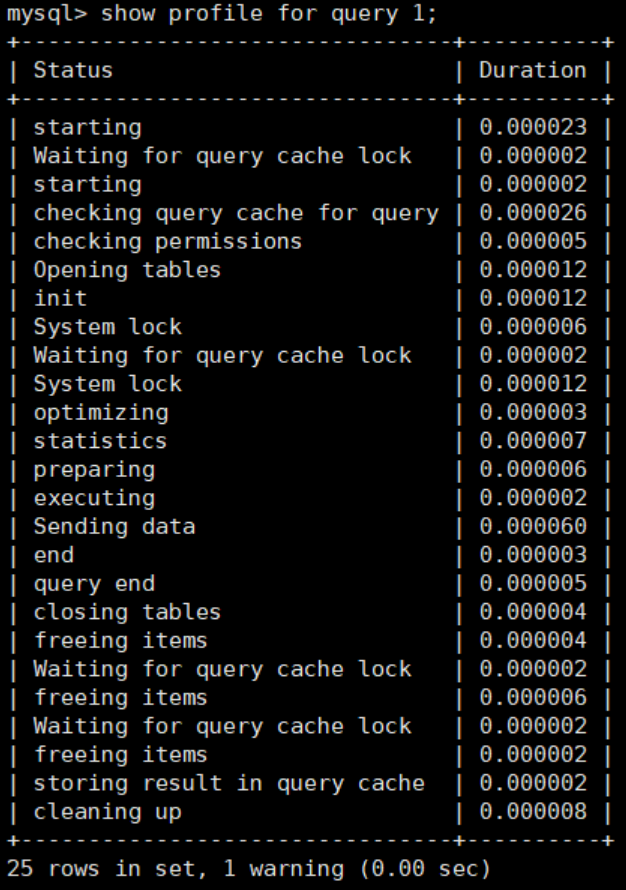 mysql> show profile for query 1;
+--------------------------------+----------+
| Status                         | Duration |
+--------------------------------+----------+
| starting                       | 0.000023 |
| Waiting for query cache lock   | 0.000002 |
| starting                       | 0.000002 |
| checking query cache for query | 0.000026 |
| checking permissions           | 0.000005 |
| Opening tables                 | 0.000012 |
| init                           | 0.000012 |
| System lock                    | 0.000006 |
| Waiting for query cache lock   | 0.000002 |
| System lock                    | 0.000012 |
| optimizing                     | 0.000003 |
| statistics                     | 0.000007 |
| preparing                      | 0.000006 |
| executing                      | 0.000002 |
| Sending data                   | 0.000060 |
| end                            | 0.000003 |
| query end                      | 0.000005 |
| closing tables                 | 0.000004 |
| freeing items                  | 0.000004 |
| Waiting for query cache lock   | 0.000002 |
| freeing items                  | 0.000006 |
| Waiting for query cache lock   | 0.000002 |
| freeing items                  | 0.000002 |
| storing result in query cache  | 0.000002 |
| cleaning up                    | 0.000008 |
+--------------------------------+----------+
25 rows in set, 1 warning (0.00 sec)